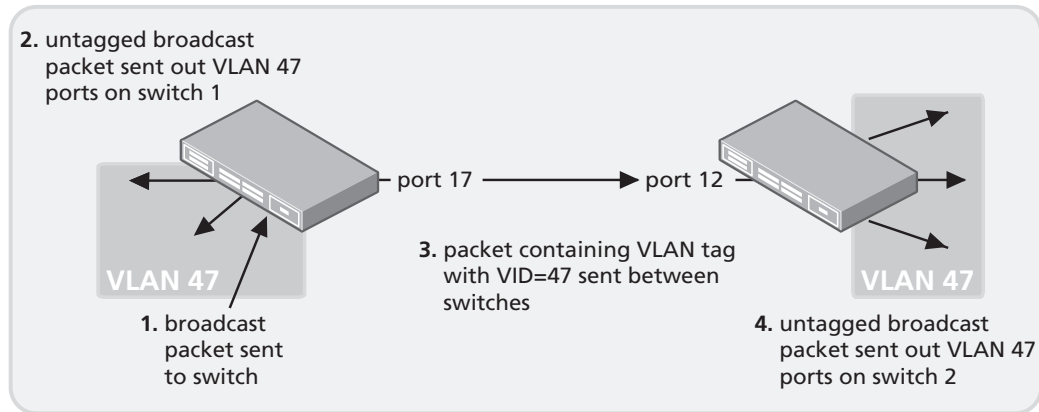 2. untagged broadcast
packet sent out VLAN 47
ports on switch 1
port 17
port 12
3. packet containing VLAN tag
with VID=47 sent between
switches
VLAN 47
VLAN 47
1. broadcast
packet sent
to switch
4. untagged broadcast
packet sent out VLAN 47
ports on switch 2